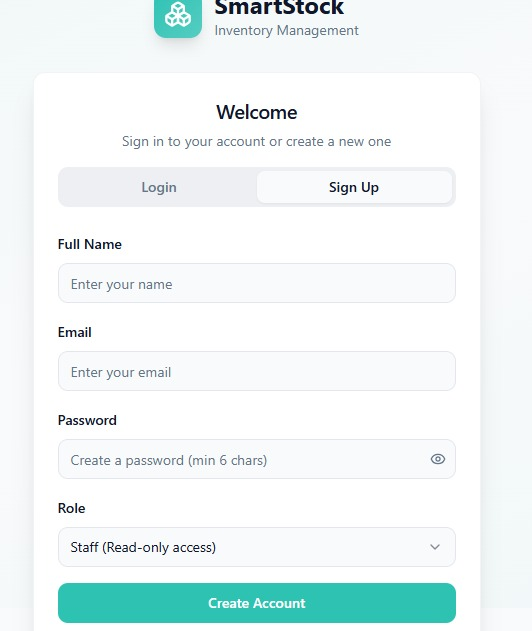 SmartStock
Inventory Management
Welcome
Sign in to your account or create a new one
Login
Sign Up
Full Name
Enter your name
Email
Enter your email
Password
Create a password (min 6 chars)
Role
Staff (Read-only access)
Create Account